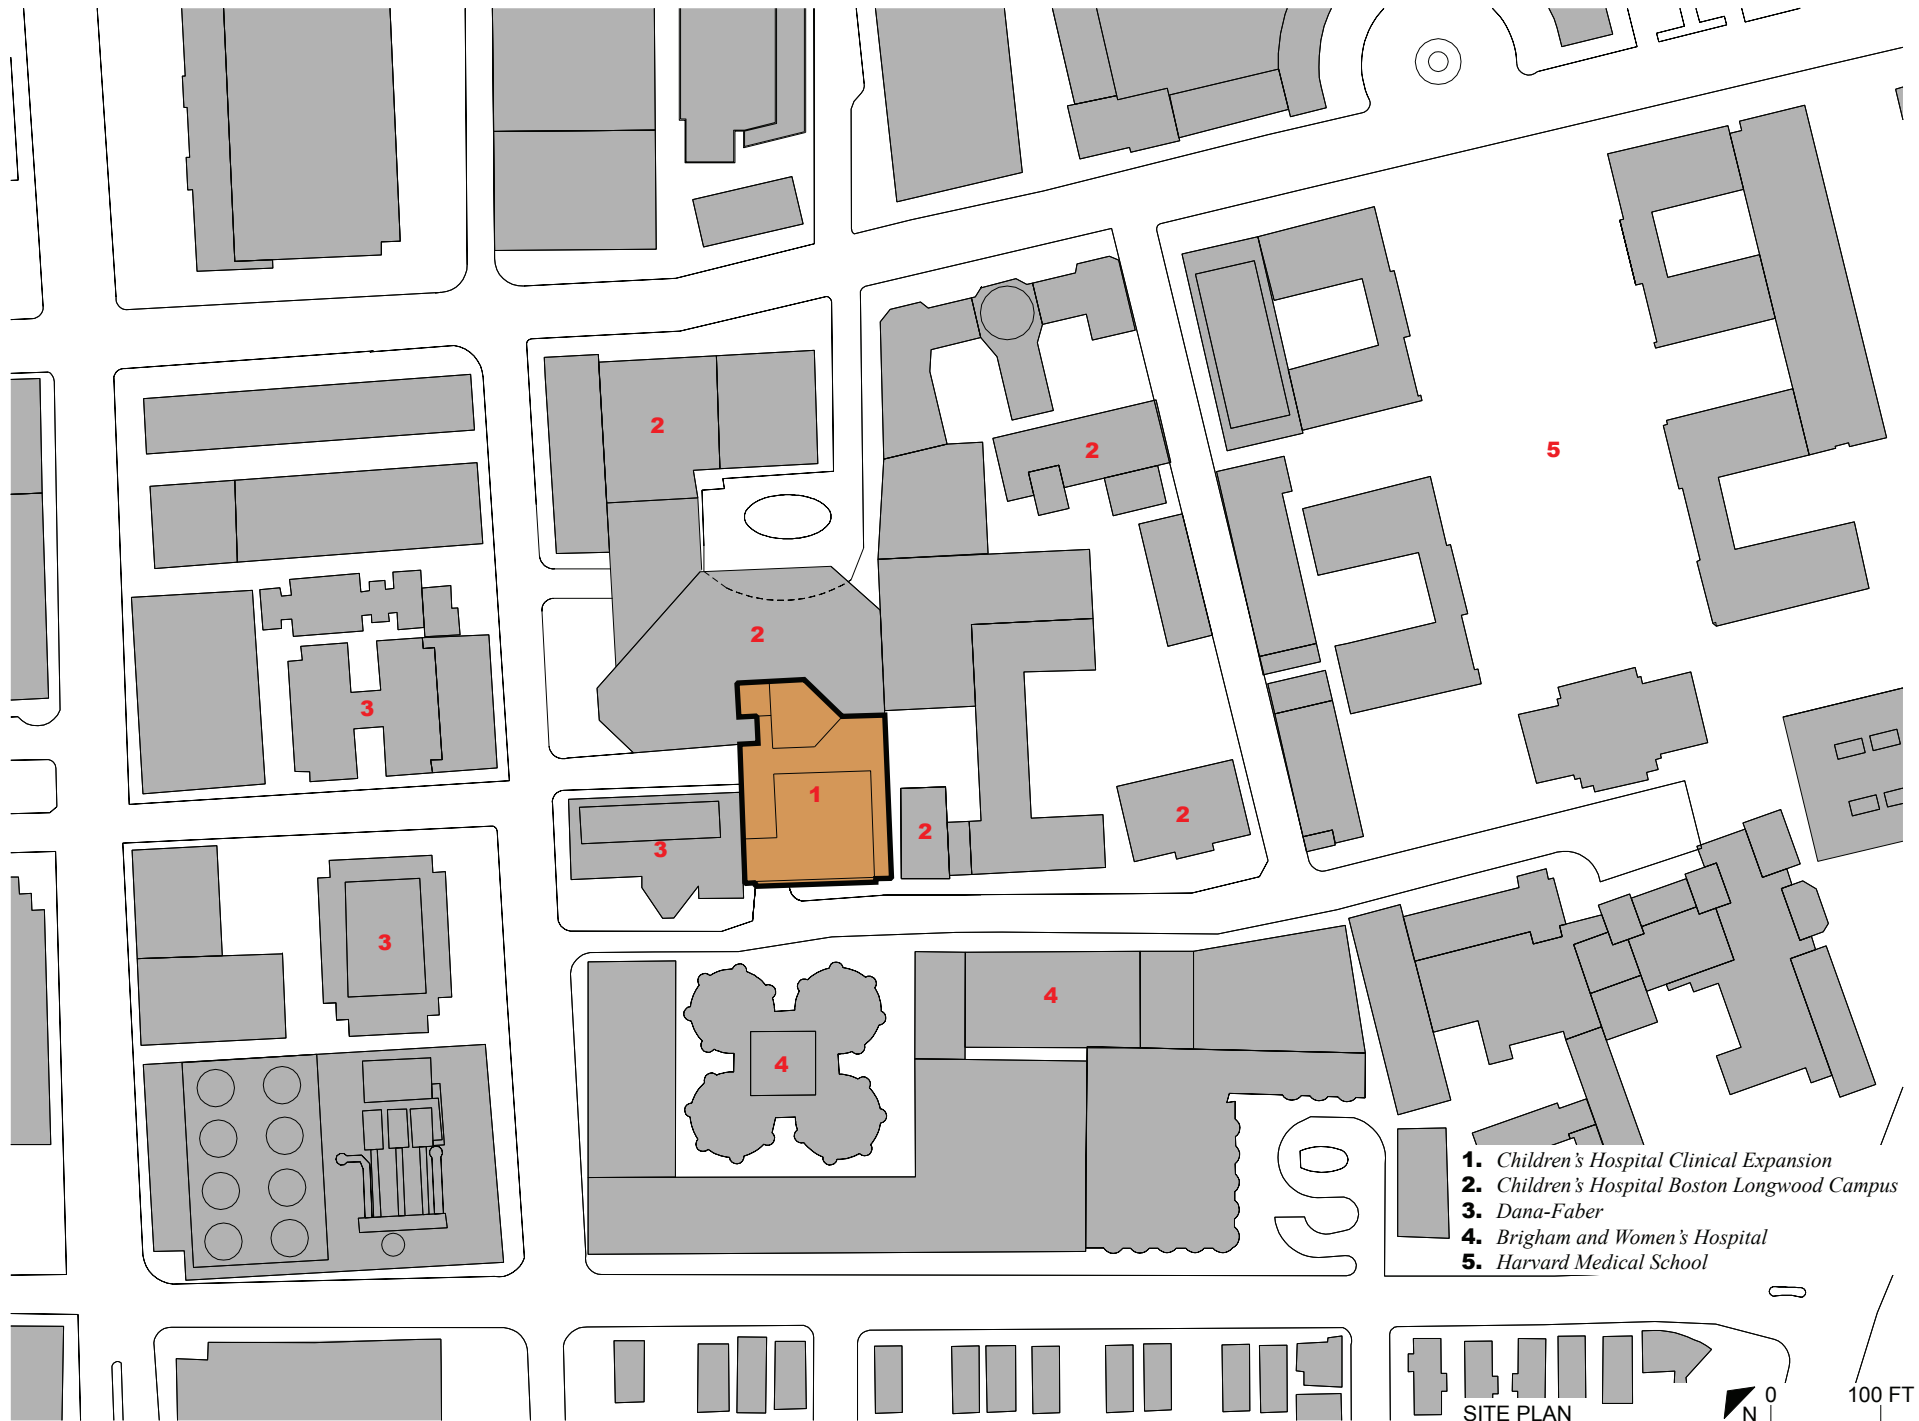 2
2
5
2
3
1
2
2
3
3
4
4
1. Children's Hospital Clinical Expansion
2. Children's Hospital Boston Longwood Campus
3. Dana-Faber
4. Brigham and Women's Hospital
5. Harvard Medical School
0 100 FT
SITE PLAN N